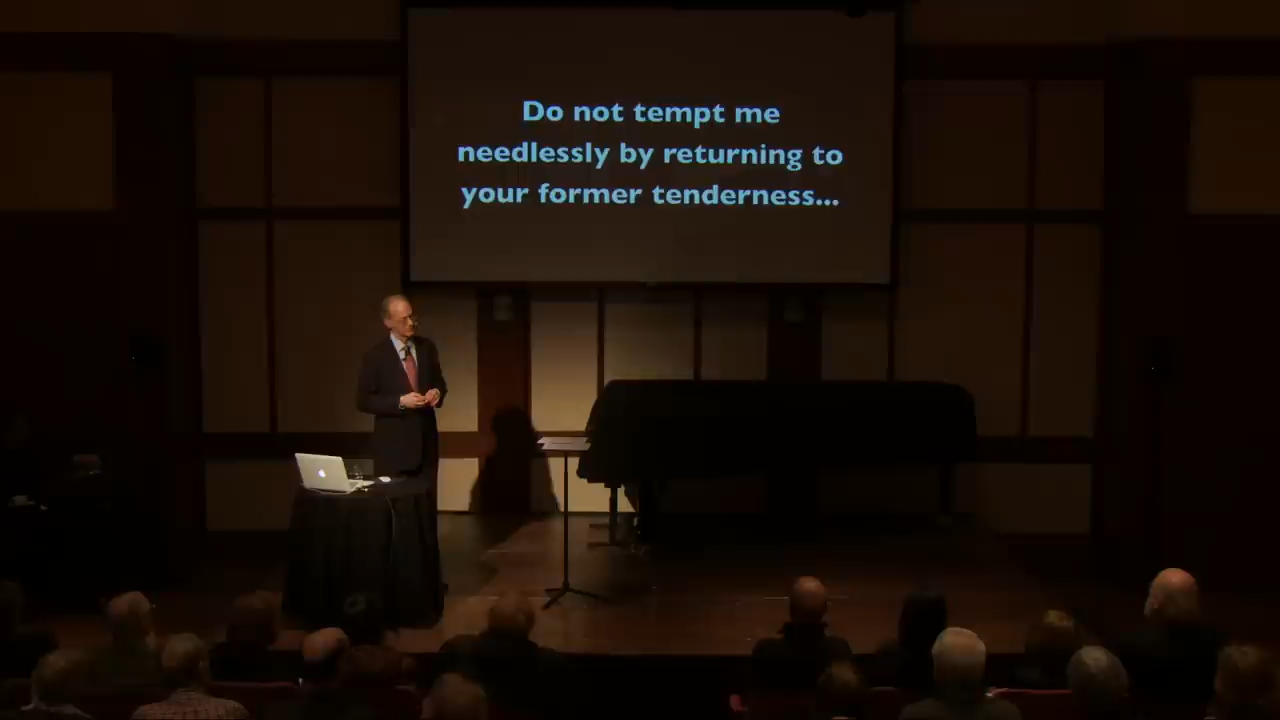 Do not tempt me
needlessly by returning to
your former tenderness...